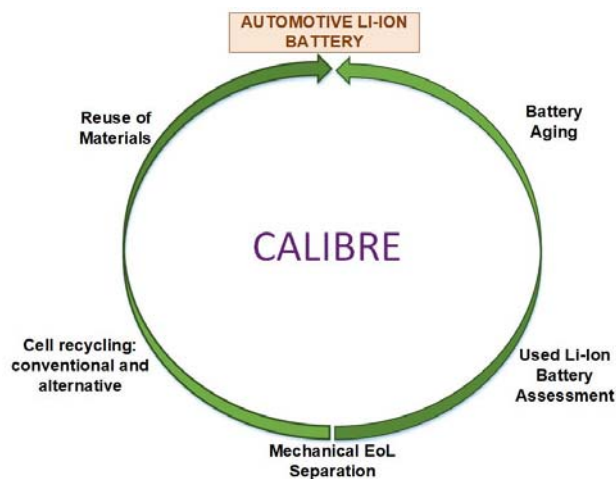 AUTOMOTIVE LI-ION
BATTERY
Reuse of
Materials
Battery
Aging
CALIBRE
Cell recycling:
conventional and
alternative
Used Li-Ion
Battery
Assessment
Mechanical EoL
Separation